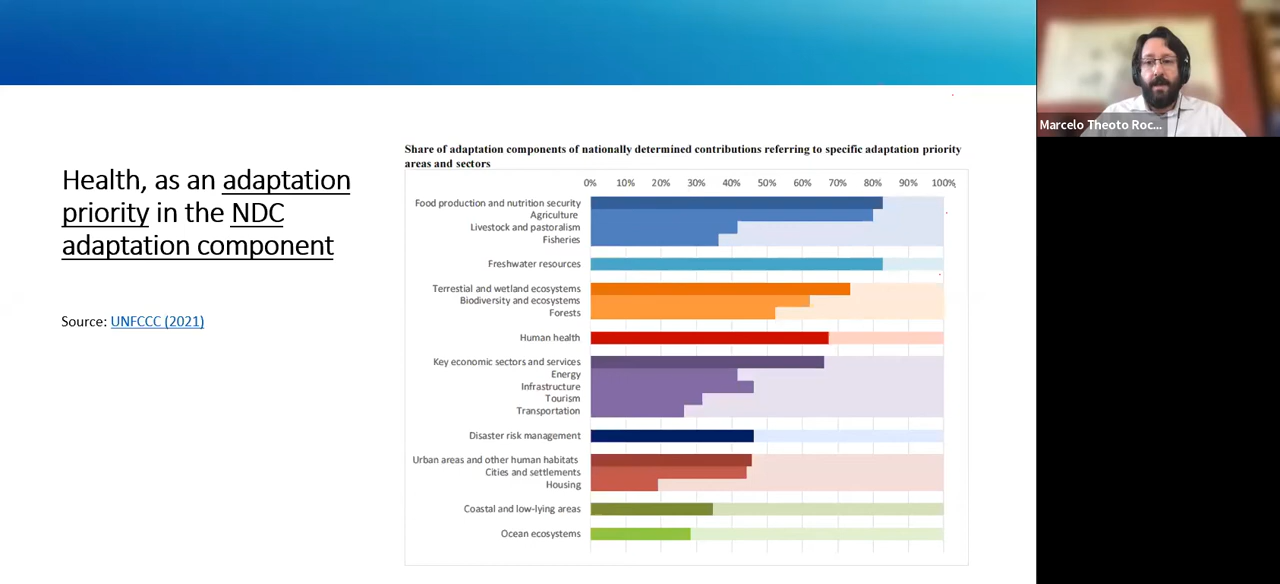 Health, as an adaptation
priority in the NDC
adaptation component
Source: UNFCCC (2021)
Share of adaptation components of nationally determined contributions referring to specific adaptation priority
areas and sectors
0% 10% 20% 30% 40% 50% 60% 70% 80% 90% 100%
Food production and nutrition security
Agriculture
Livestock and pastoralism
Fisheries
Freshwater resources
Terrestial and wetland ecosystems
Biodiversity and ecosystems
Forests
Human health
Key economic sectors and services
Energy
Infrastructure
Tourism
Transportation
Disaster risk management
Urban areas and other human habitats
Cities and settlements
Housing
Coastal and low-lying areas
Ocean ecosystems
Marcelo Theoto Roc...